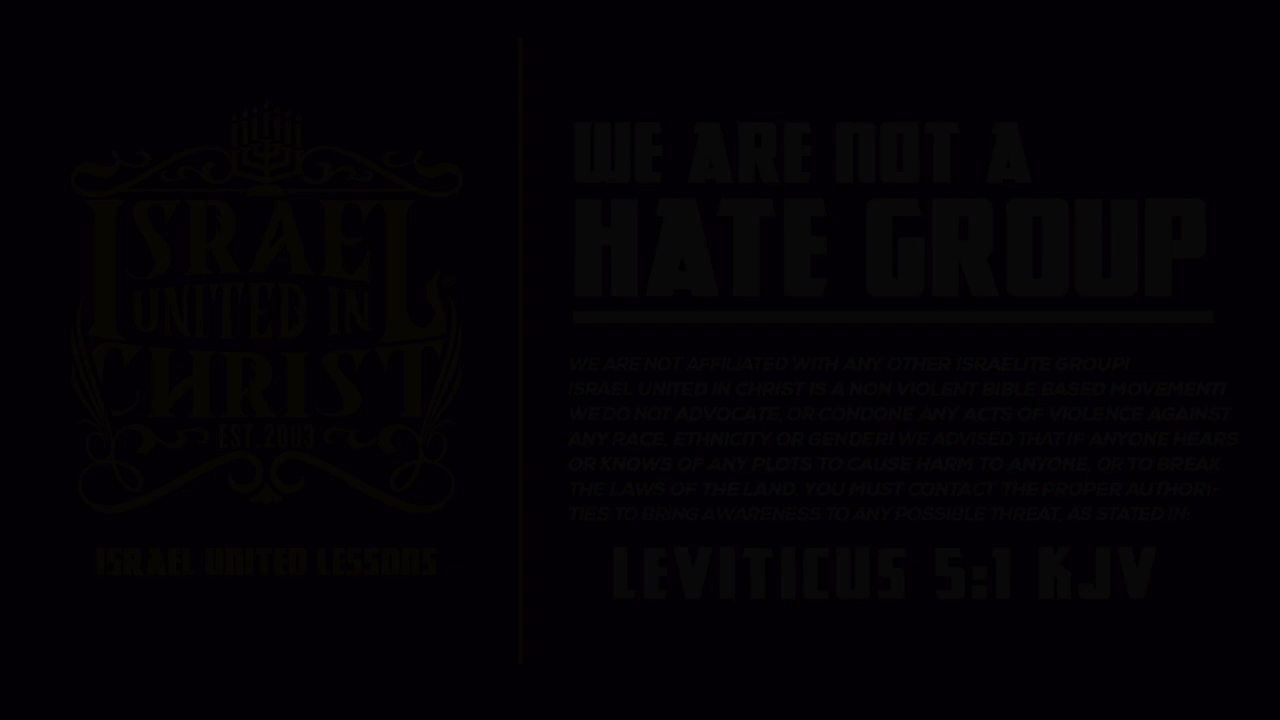 ISRAEL
UNITED IN
CHRIST
EST. 2003
ISRAEL UNITED LESSONS
WE ARE NOT A
HATE GROUP
WE ARE NOT AFFILIATED WITH ANY OTHER ISRAELITE GROUP!
ISRAEL UNITED IN CHRIST IS A NON VIOLENT BIBLE BASED MOVEMENT!
WE DO NOT ADVOCATE OR CONDONE ANY ACTS OF VIOLENCE AGAINST
ANY RACE, ETHNICITY OR GENDER! WE ADVISED THAT IF ANYONE HEARS
OR KNOWS OF ANY PLOTS TO CAUSE HARM TO ANYONE, OR TO BREAK
THE LAWS OF THE LAND, YOU MUST CONTACT THE PROPER AUTHORI-
TIES TO BRING AWARENESS TO ANY POSSIBLE THREAT, AS STATED IN:
LEVITICUS 5:1 KJV